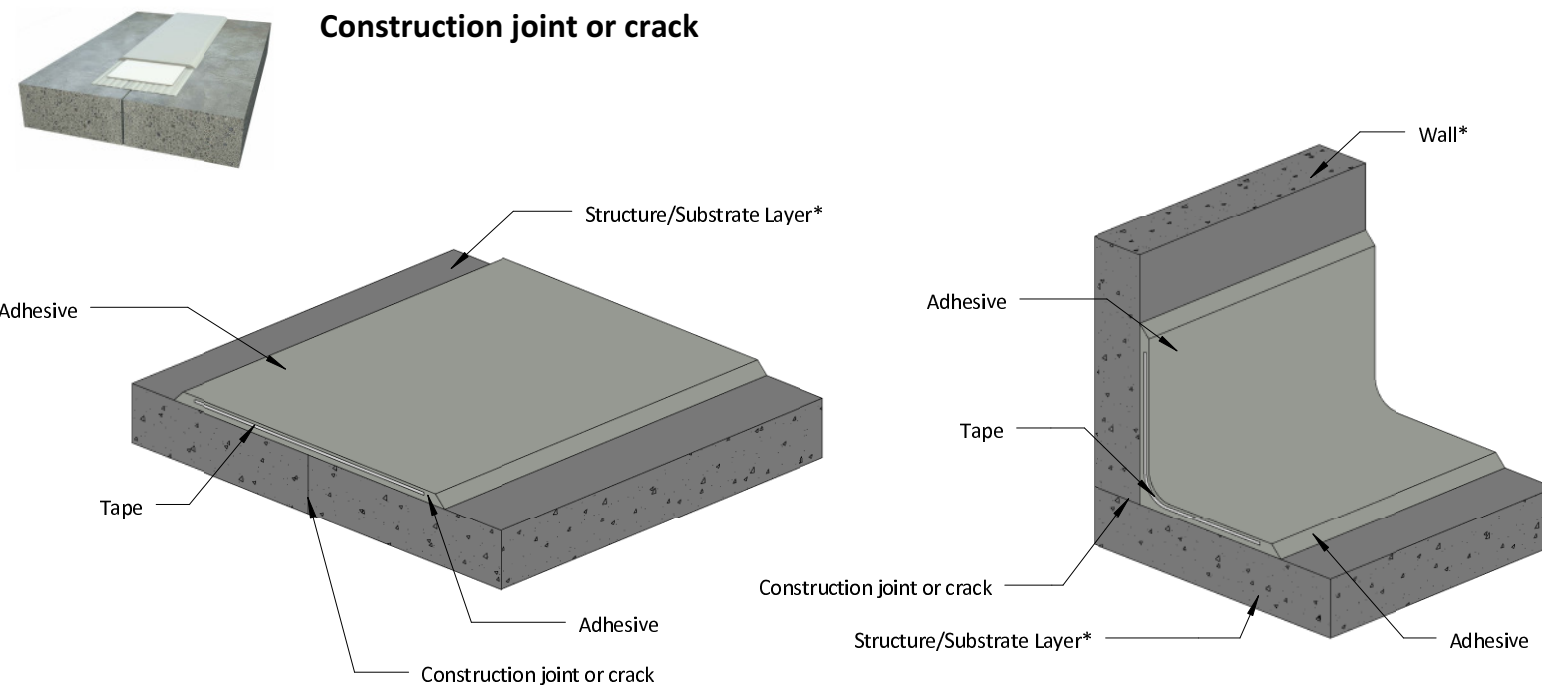 Construction joint or crack
Structure/Substrate Layer*
Adhesive
Tape
Adhesive
Construction joint or crack
Wall*
Adhesive
Tape
Construction joint or crack
Structure/Substrate Layer*
Adhesive